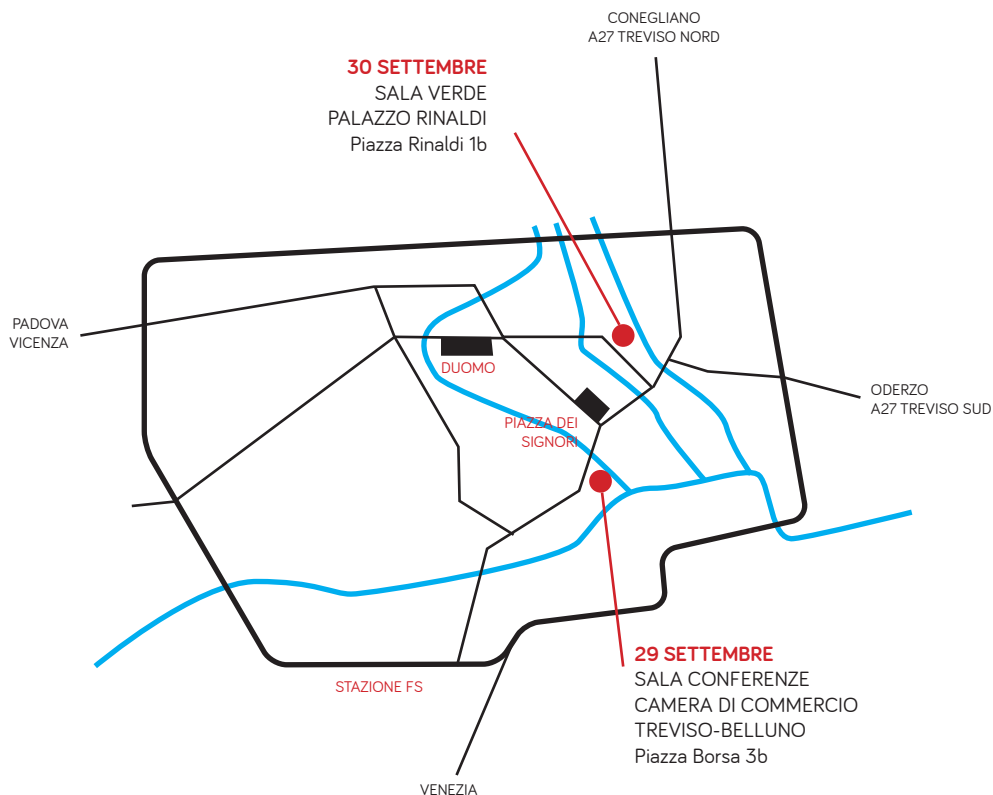 CONEGLIANO
A27 TREVISO NORD
30 SETTEMBRE
SALA VERDE
PALAZZO RINALDI
Piazza Rinaldi 1b
PADOVA
VICENZA
DUOMO
ODERZO
A27 TREVISO SUD
PIAZZA DEI
SIGNORI
29 SETTEMBRE
SALA CONFERENZE
CAMERA DI COMMERCIO
TREVISO-BELLUNO
Piazza Borsa 3b
STAZIONE FS
VENEZIA